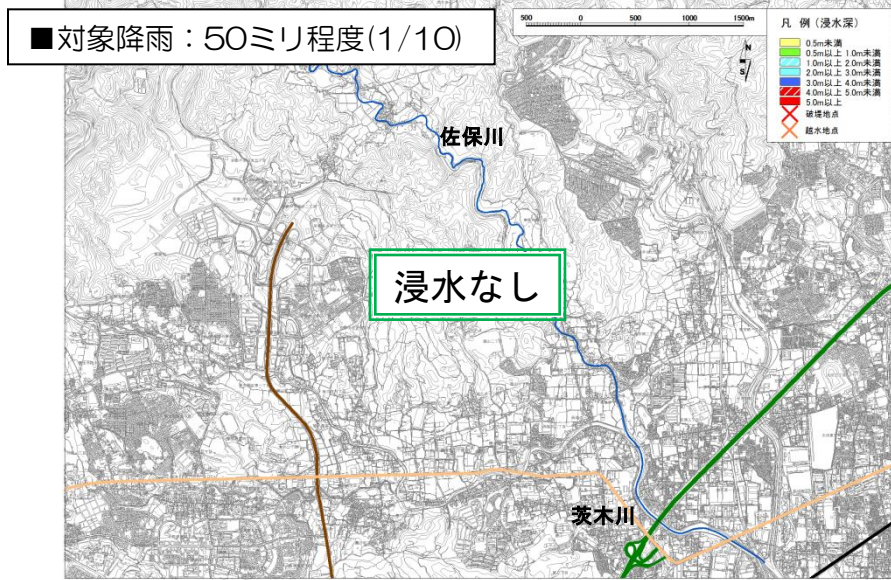 ■対象降雨：50ミリ程度(1/10)
500 0 500 1000 1500m
N
S
凡 例 (浸水深)
0.5m未満
0.5m以上 1.0m未満
1.0m以上 2.0m未満
2.0m以上 3.0m未満
3.0m以上 4.0m未満
4.0m以上 5.0m未満
5.0m以上
破堤地点
越水地点
佐保川
浸水なし
茨木川